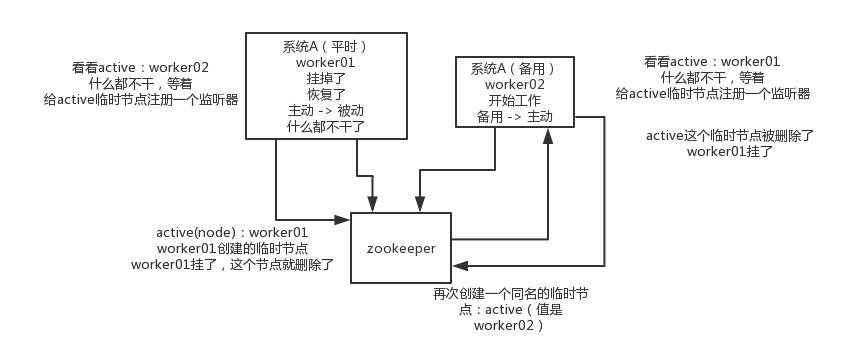 看看active：worker02
什么都不干，等着
给active临时节点注册一个监听器
系统A（平时）
worker01
挂掉了
恢复了
主动 -> 被动
什么都不干了
系统A（备用）
worker02
开始工作
备用 -> 主动
看看active：worker01
什么都不干，等着
给active临时节点注册一个监听器
active这个临时节点被删除了
worker01挂了
active(node)：worker01
worker01创建的临时节点
worker01挂了，这个节点就删除了
zookeeper
再次创建一个同名的临时节
点：active（值是
worker02）